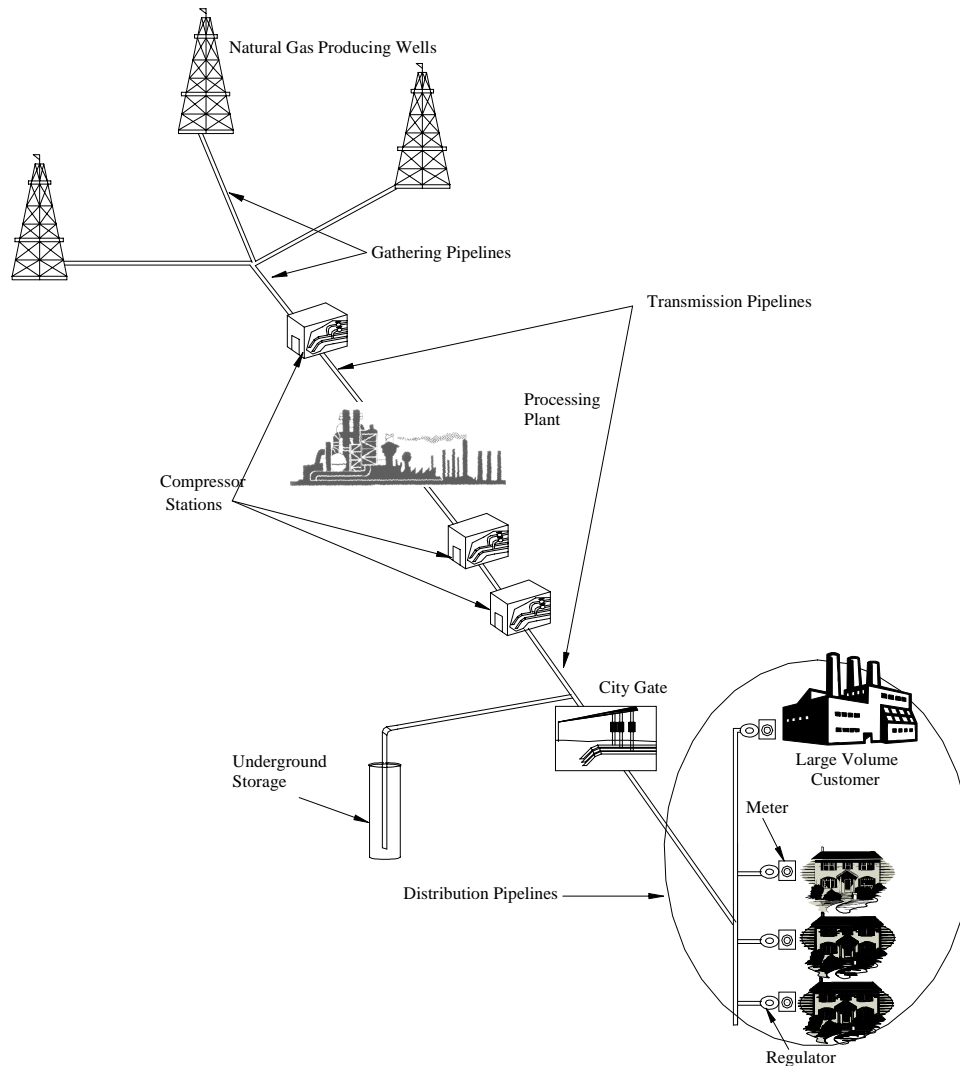 Natural Gas Producing Wells
Gathering Pipelines
Transmission Pipelines
Processing
Plant
Compressor
Stations
City Gate
Underground
Storage
Large Volume
Customer
Meter
Distribution Pipelines
Regulator